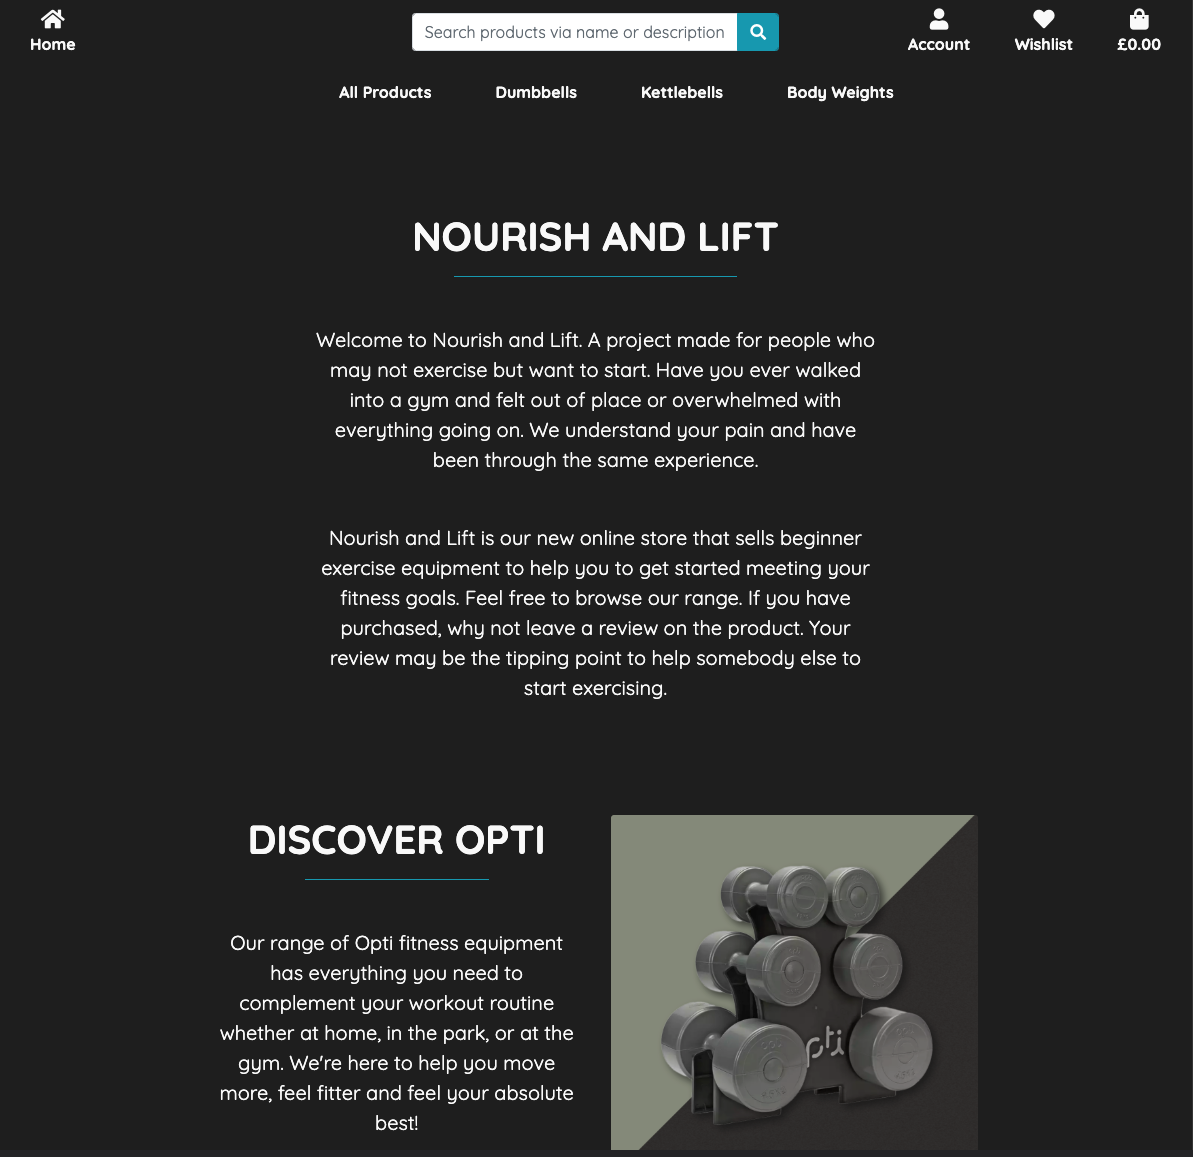 Home
Search products via name or description
Account
Wishlist
£0.00
All Products
Dumbbells
Kettlebells
Body Weights
NOURISH AND LIFT
Welcome to Nourish and Lift. A project made for people who
may not exercise but want to start. Have you ever walked
into a gym and felt out of place or overwhelmed with
everything going on. We understand your pain and have
been through the same experience.
Nourish and Lift is our new online store that sells beginner
exercise equipment to help you to get started meeting your
fitness goals. Feel free to browse our range. If you have
purchased, why not leave a review on the product. Your
review may be the tipping point to help somebody else to
start exercising.
DISCOVER OPTI
Our range of Opti fitness equipment
has everything you need to
complement your workout routine
whether at home, in the park, or at the
gym. We're here to help you move
more, feel fitter and feel your absolute
best!
pti